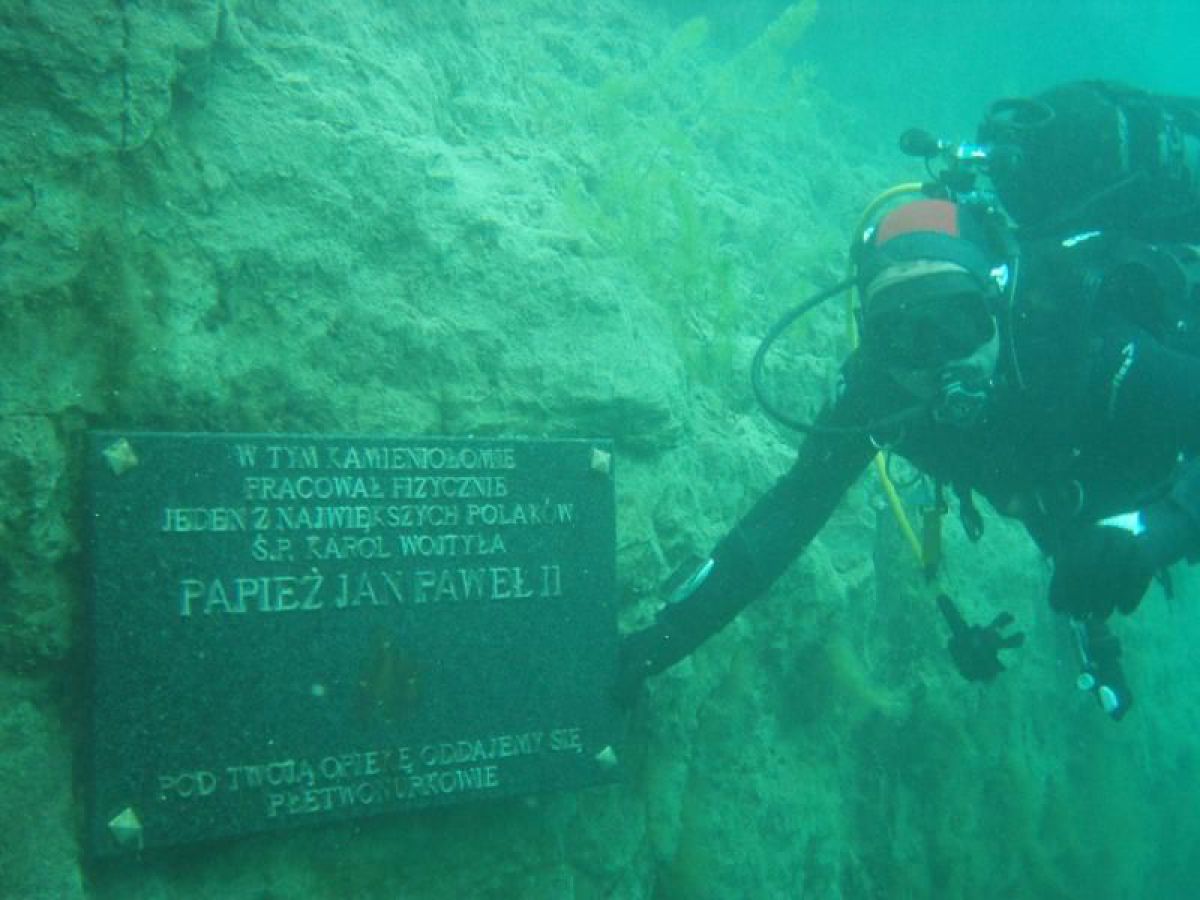 W TYM KAMIENIOŁOMIE
PRACOWAŁ FIZYCZNIE
JEDEN Z NAJWIĘKSZYCH POLAKÓW
Ś.P. KAROL WOJTYŁA
PAPIEŻ JAN PAWEŁ II
POD TWOJĄ OPIEKĘ ODDAJEMY SIĘ
PŁETWONURKOWIE